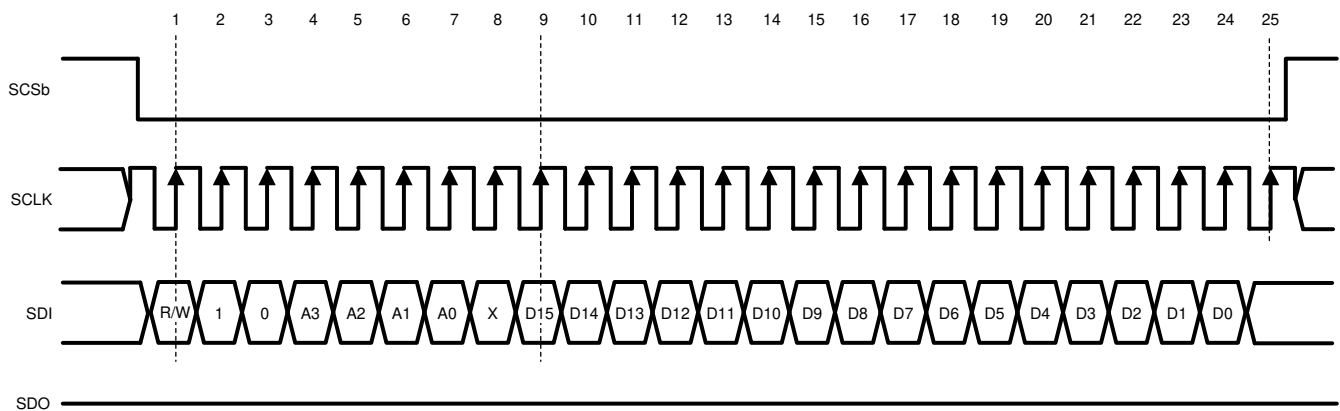 1 2 3 4 5 6 7 8 9 10 11 12 13 14 15 16 17 18 19 20 21 22 23 24 25
SCSb
SCLK
SDI R/W 1 0 A3 A2 A1 A0 X D15 D14 D13 D12 D11 D10 D9 D8 D7 D6 D5 D4 D3 D2 D1 D0
SDO